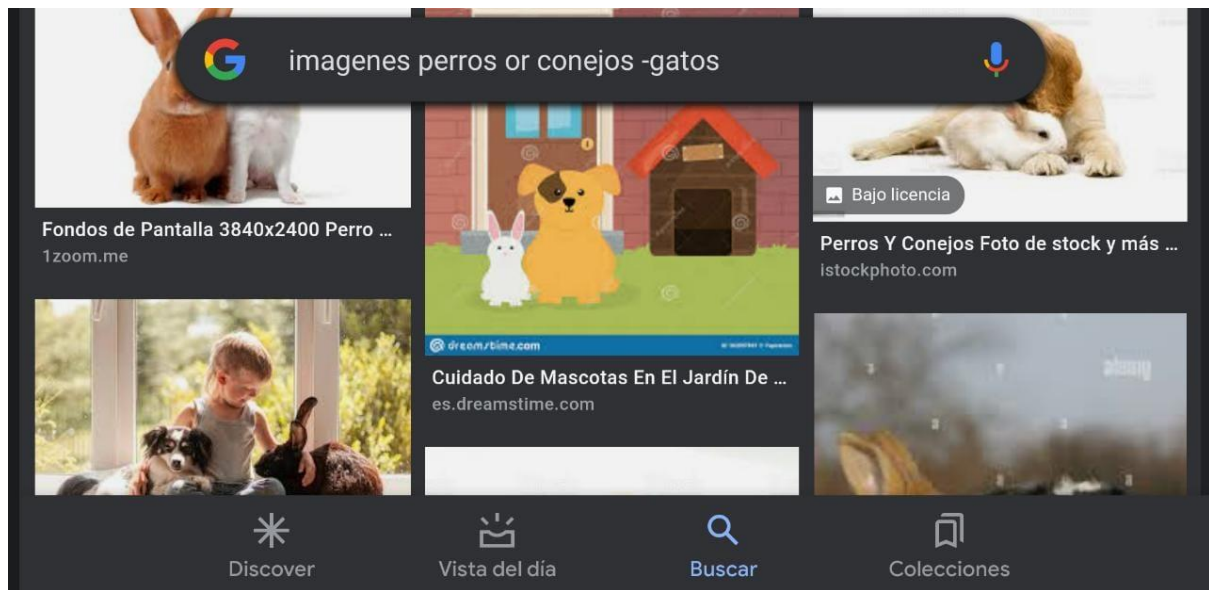 imagenes perros or conejos -gatos
Bajo licencia
Fondos de Pantalla 3840x2400 Perro ...
1zoom.me
dreamstime.com
Cuidado De Mascotas En El Jardín De ...
es.dreamstime.com
Perros Y Conejos Foto de stock y más ...
istockphoto.com
alamy
Discover
Vista del día
Buscar
Colecciones